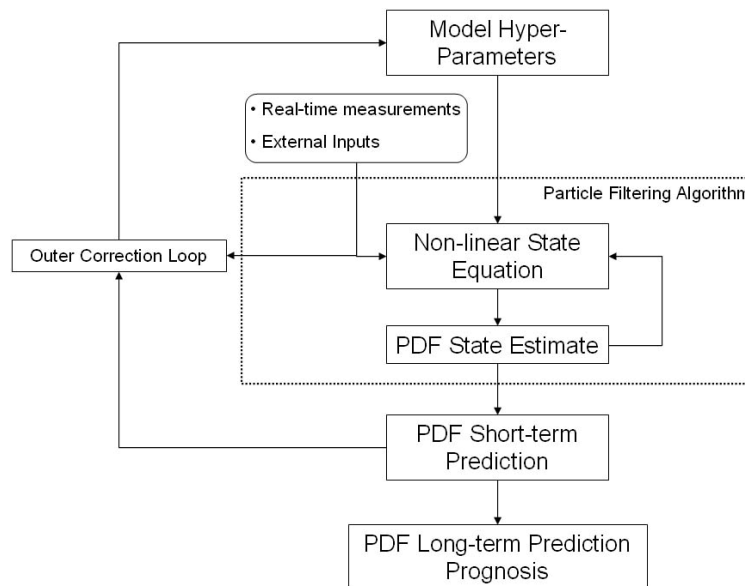 Model Hyper-
Parameters
• Real-time measurements
• External Inputs
Particle Filtering Algorithm
Outer Correction Loop
Non-linear State
Equation
PDF State Estimate
PDF Short-term
Prediction
PDF Long-term Prediction
Prognosis